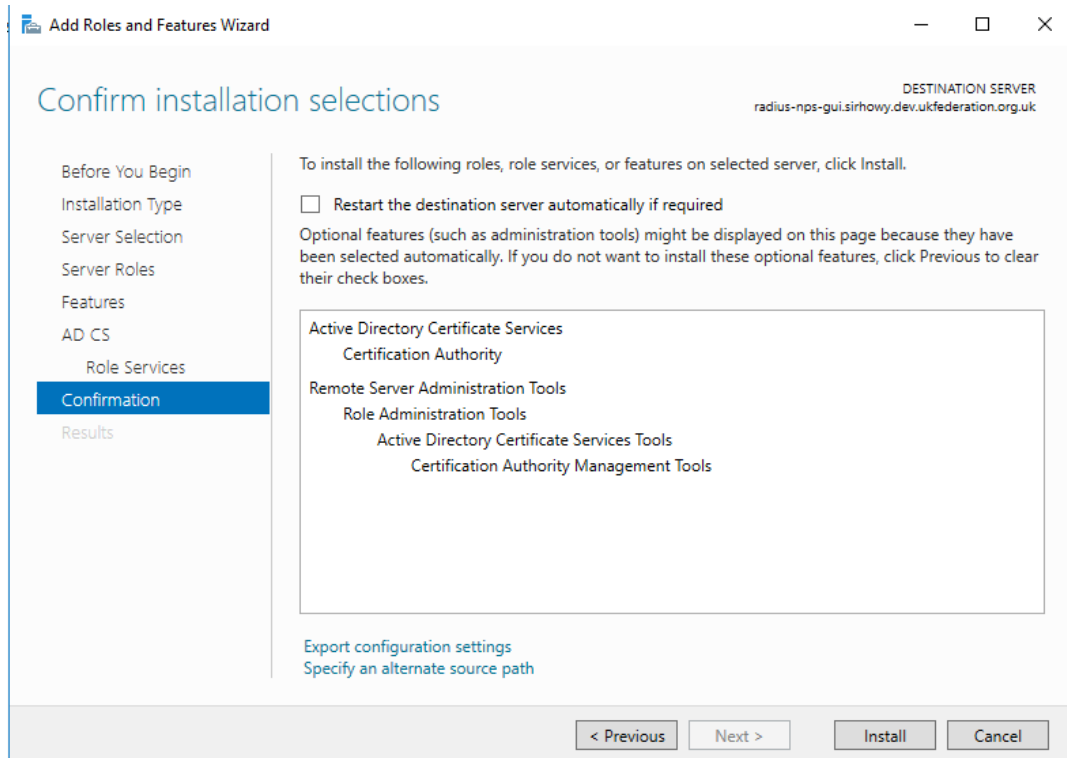 Add Roles and Features Wizard
Confirm installation selections
DESTINATION SERVER
radius-nps-gui.sirhowy.dev.ukfederation.org.uk
Before You Begin
Installation Type
Server Selection
Server Roles
Features
AD CS
Role Services
Confirmation
Results
To install the following roles, role services, or features on selected server, click Install.
Restart the destination server automatically if required
Optional features (such as administration tools) might be displayed on this page because they have
been selected automatically. If you do not want to install these optional features, click Previous to clear
their check boxes.
Active Directory Certificate Services
Certification Authority
Remote Server Administration Tools
Role Administration Tools
Active Directory Certificate Services Tools
Certification Authority Management Tools
Export configuration settings
Specify an alternate source path
< Previous
Next >
Install
Cancel